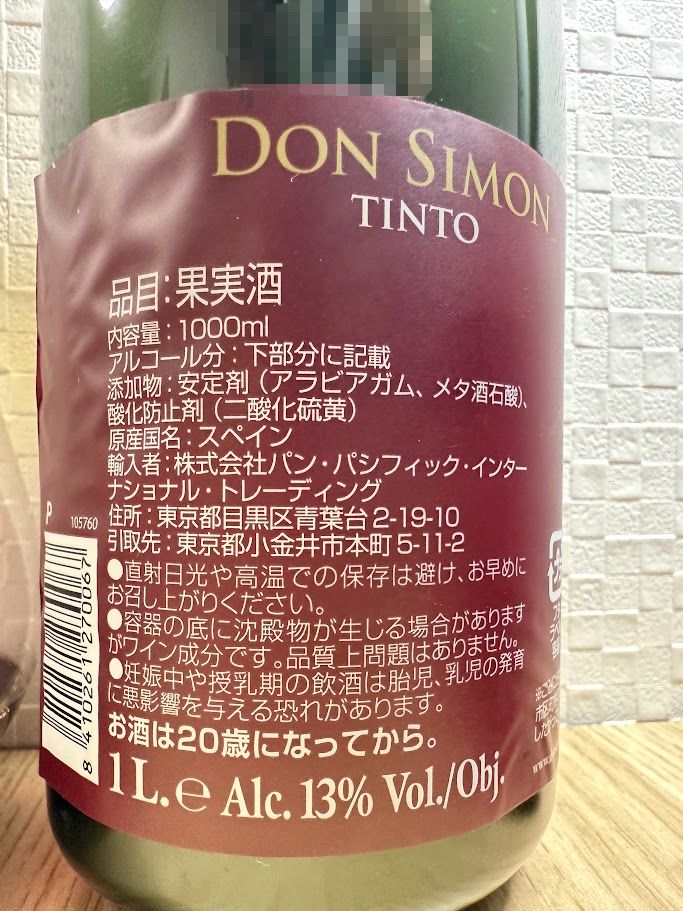 DON SIMON
TINTO
品目:果実酒
内容量:1000ml
アルコール分:下部分に記載
添加物:安定剤(アラビアガム、メタ酒石酸)、
酸化防止剤(二酸化硫黄)
原産国名:スペイン
輸入者:株式会社パン・パシフィック・インター
ナショナル・トレーディング
住所:東京都目黒区青葉台2-19-10
引取先:東京都小金井市本町5-11-2
●直射日光や高温での保存は避け、お早めに
お召し上がりください。
●容器の底に沈殿物が生じる場合があります
がワイン成分です。品質上問題はありません。
●妊娠中や授乳期の飲酒は胎児、乳児の発育
に悪影響を与える恐れがあります。
お酒は20歳になってから。
1L.℮ Alc. 13% Vol./Obj.
P 105760
8 410261 270067